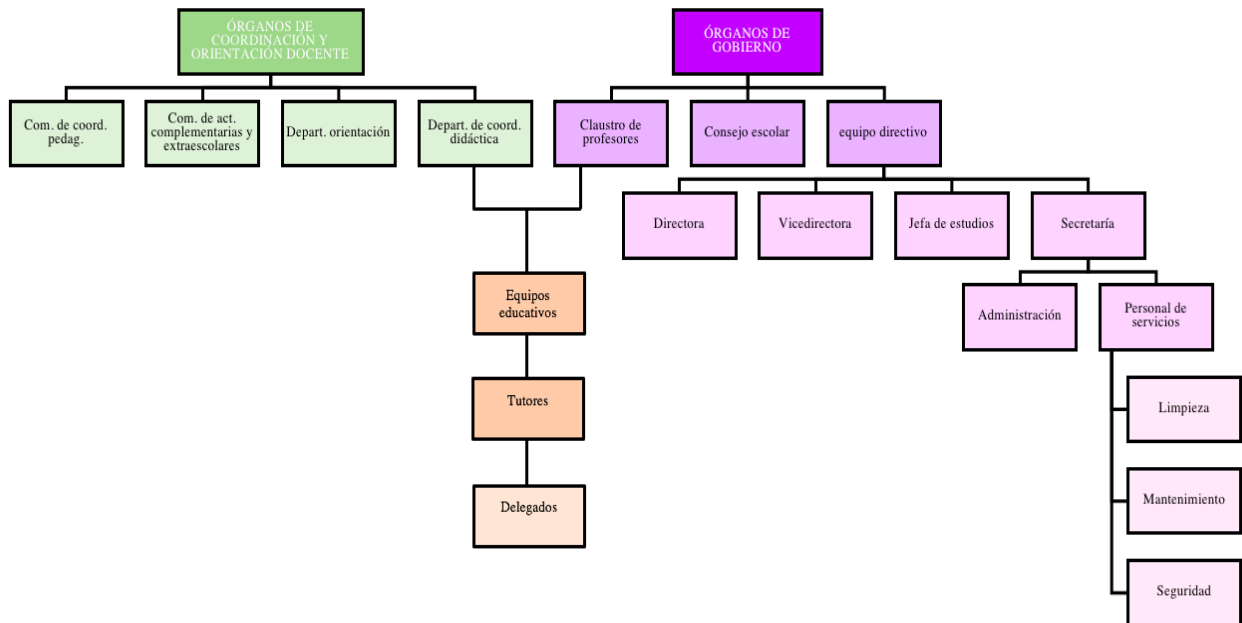 ÓRGANOS DE
COORDINACIÓN Y
ORIENTACIÓN DOCENTE
ÓRGANOS DE
GOBIERNO
Com. de coord.
pedag.
Com. de act.
complementarias y
extraescolares
Depart. orientación
Depart. de coord.
didáctica
Claustro de
profesores
Consejo escolar
equipo directivo
Directora
Vicedirectora
Jefa de estudios
Secretaría
Equipos
educativos
Administración
Personal de
servicios
Tutores
Limpieza
Delegados
Mantenimiento
Seguridad